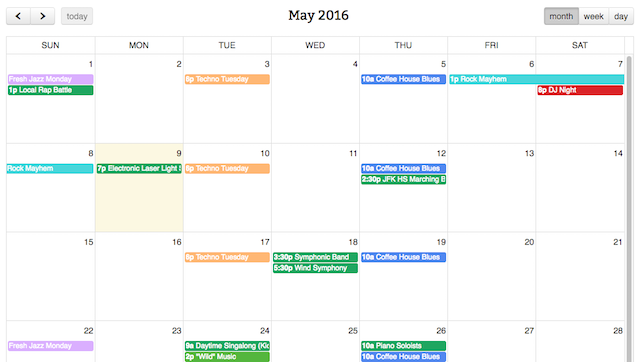 today
May 2016
month week day
SUN MON TUE WED THU FRI SAT
1 2 3 4 5 6 7
Fresh Jazz Monday 6p Techno Tuesday 10a Coffee House Blues 1p Rock Mayhem
1p Local Rap Battle 8p DJ Night
8 9 10 11 12 13 14
Rock Mayhem 7p Electronic Laser Light 6p Techno Tuesday 10a Coffee House Blues
2:30p JFK HS Marching
15 16 17 18 19 20 21
6p Techno Tuesday 3:30p Symphonic Band 10a Coffee House Blues
5:30p Wind Symphony
22 23 24 25 26 27 28
Fresh Jazz Monday 9a Daytime Singalong 10a Piano Soloists
2p "Wild" Music 10a Coffee House Blues